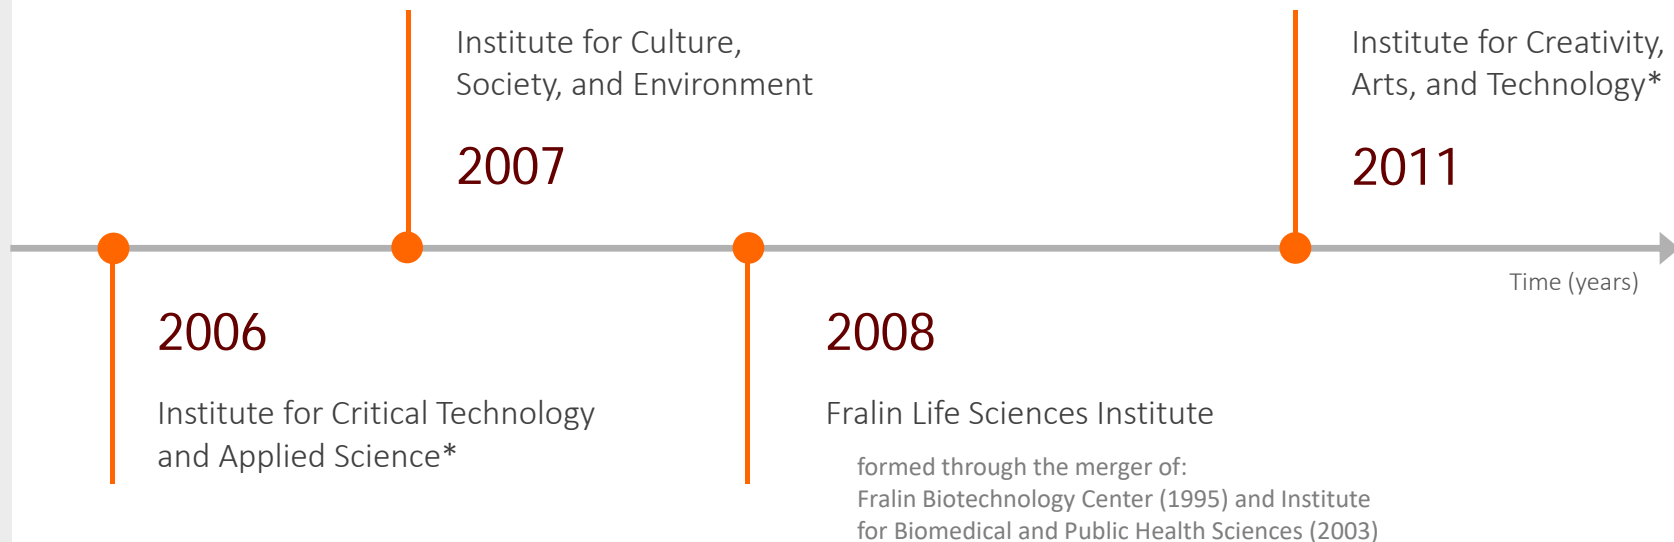 Institute for Culture,
Society, and Environment
2007
Institute for Creativity,
Arts, and Technology*
2011
Time (years)
2006
Institute for Critical Technology
and Applied Science*
2008
Fralin Life Sciences Institute
formed through the merger of:
Fralin Biotechnology Center (1995) and Institute
for Biomedical and Public Health Sciences (2003)